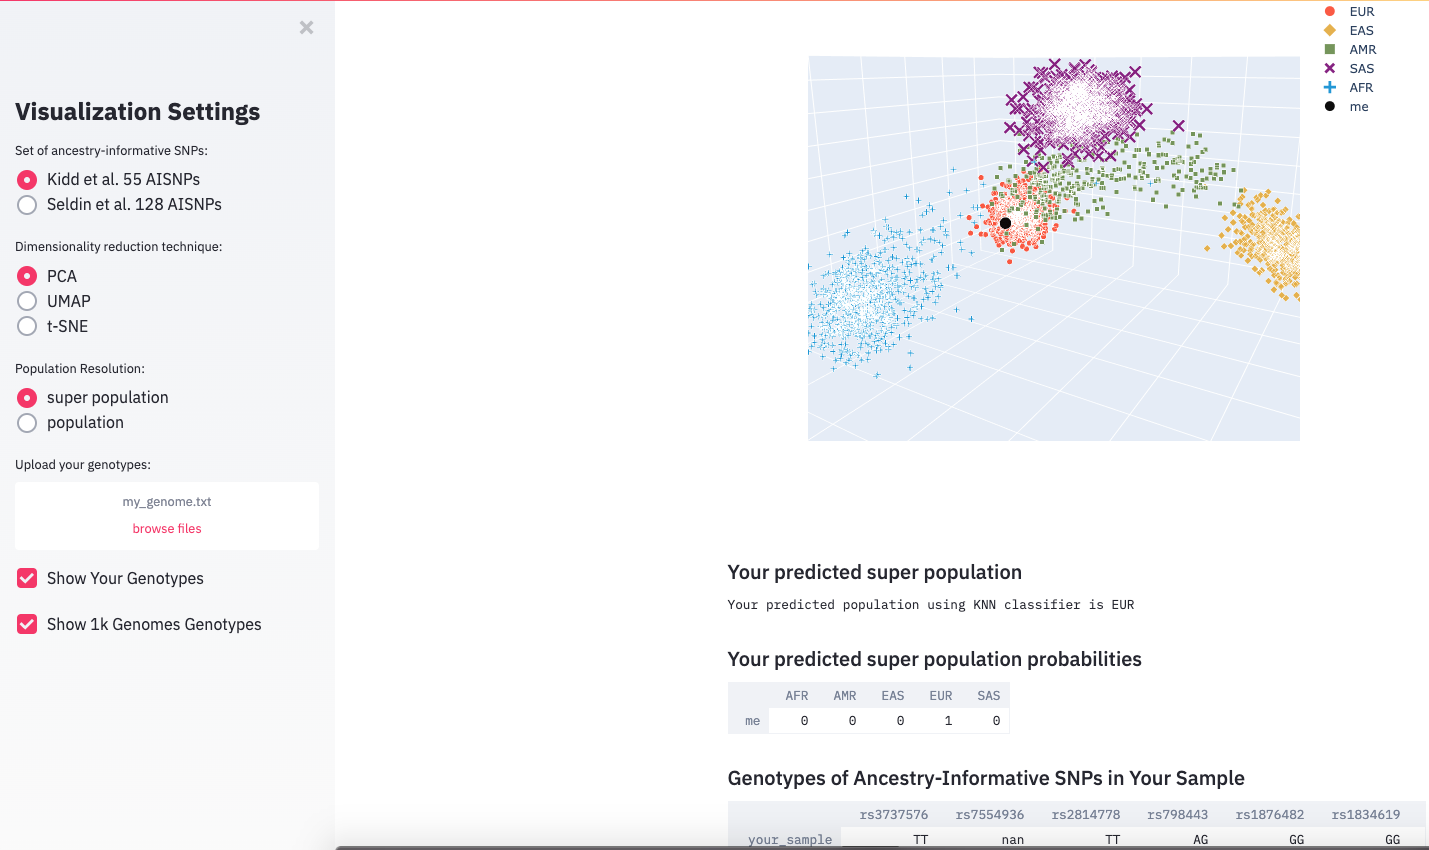 Visualization Settings
Set of ancestry-informative SNPs:
Kidd et al. 55 AISNPs
Seldin et al. 128 AISNPs
Dimensionality reduction technique:
PCA
UMAP
t-SNE
Population Resolution:
super population
population
Upload your genotypes:
my_genome.txt
browse files
Show Your Genotypes
Show 1k Genomes Genotypes
EUR
EAS
AMR
SAS
AFR
me
Your predicted super population
Your predicted population using KNN classifier is EUR
Your predicted super population probabilities
AFR AMR EAS EUR SAS
me 0 0 0 1 0
Genotypes of Ancestry-Informative SNPs in Your Sample
rs3737576 rs7554936 rs2814778 rs798443 rs1876482 rs1834619
your_sample TT nan TT AG GG GG